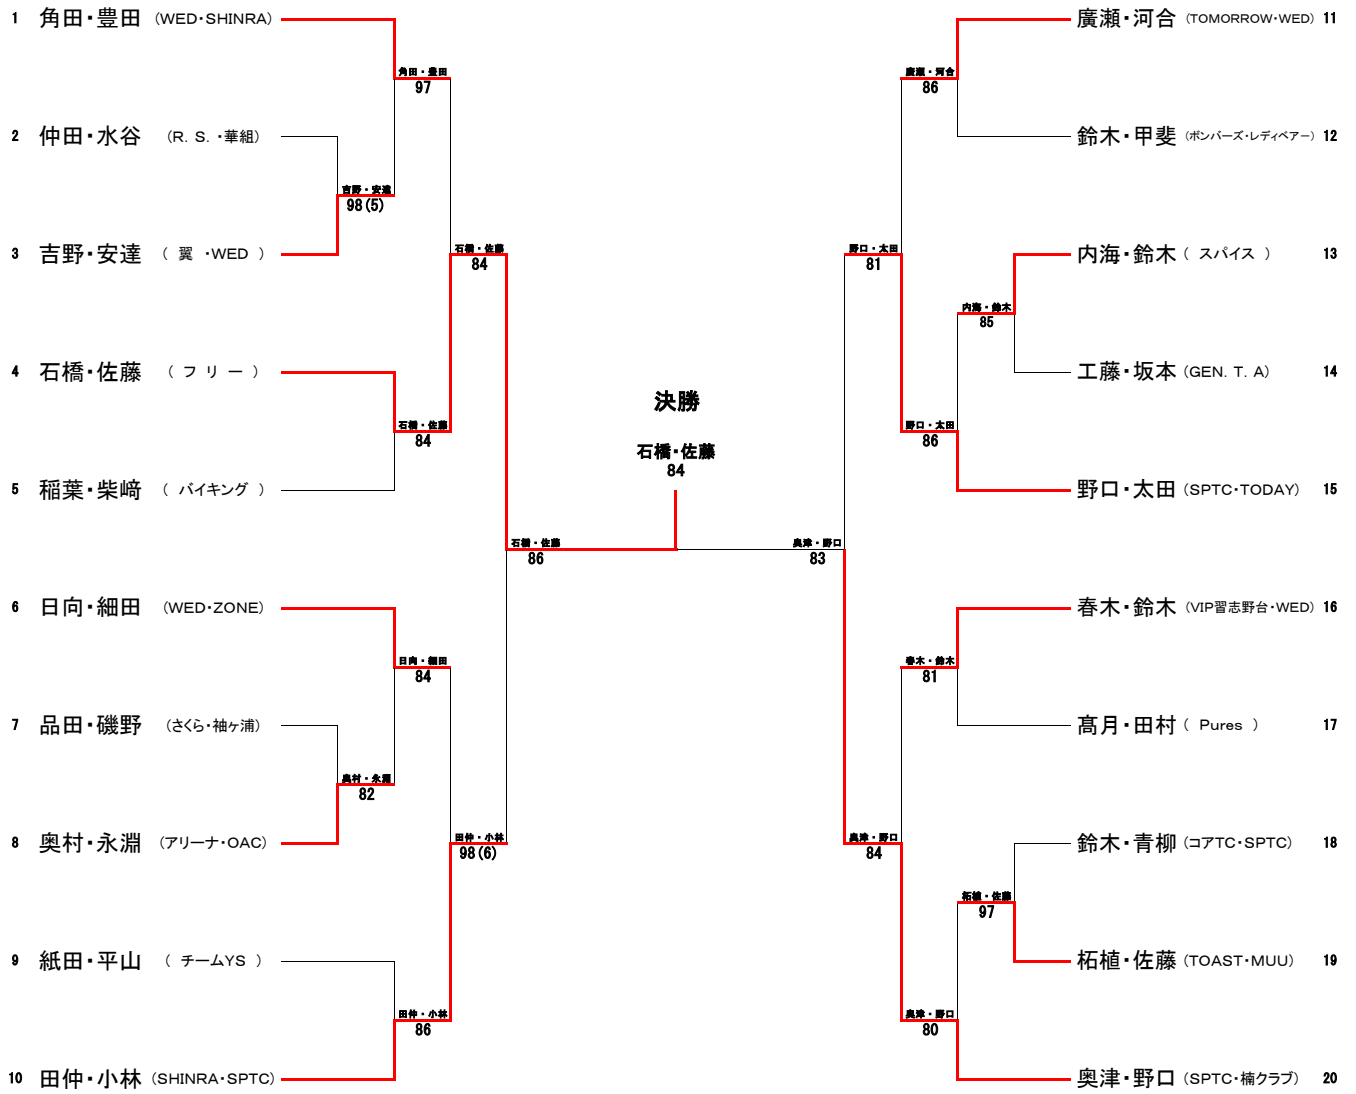 1 角田・豊田 (WED・SHINRA)
角田・豊田
97
2 仲田・水谷 (R.S.・華組)
吉野・安達
98(5)
3 吉野・安達 ( 翼 ・WED )
石橋・佐藤
84
4 石橋・佐藤 ( フリー )
石橋・佐藤
84
5 稲葉・柴﨑 ( バイキング )
石橋・佐藤
86
6 日向・細田 (WED・ZONE)
日向・細田
84
7 品田・磯野 (さくら・袖ヶ浦)
奥村・永淵
82
8 奥村・永淵 (アリーナ・OAC)
田仲・小林
98(6)
9 紙田・平山 ( チームYS )
田仲・小林
86
10 田仲・小林 (SHINRA・SPTC)
決勝
石橋・佐藤
84
廣瀬・河合 (TOMORROW・WED) 11
廣瀬・河合
86
鈴木・甲斐 (ボンバーズ・レディベアー) 12
野口・太田
81
内海・鈴木 ( スパイス ) 13
内海・鈴木
85
工藤・坂本 (GEN.T.A) 14
野口・太田
86
野口・太田 (SPTC・TODAY) 15
奥津・野口
83
春木・鈴木 (VIP習志野台・WED) 16
春木・鈴木
81
髙月・田村 ( Pures ) 17
奥津・野口
84
鈴木・青柳 (コアTC・SPTC) 18
柘植・佐藤
97
柘植・佐藤 (TOAST・MUU) 19
奥津・野口
80
奥津・野口 (SPTC・楠クラブ) 20